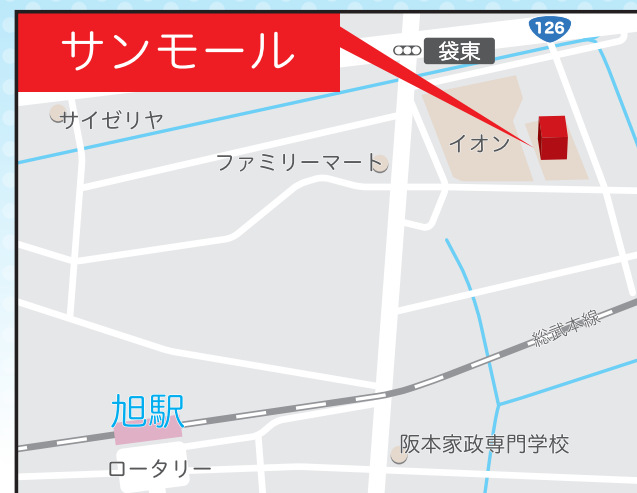 サンモール
袋東
126
サイゼリヤ
イオン
ファミリーマート
総武本線
旭駅
阪本家政専門学校
ロータリー